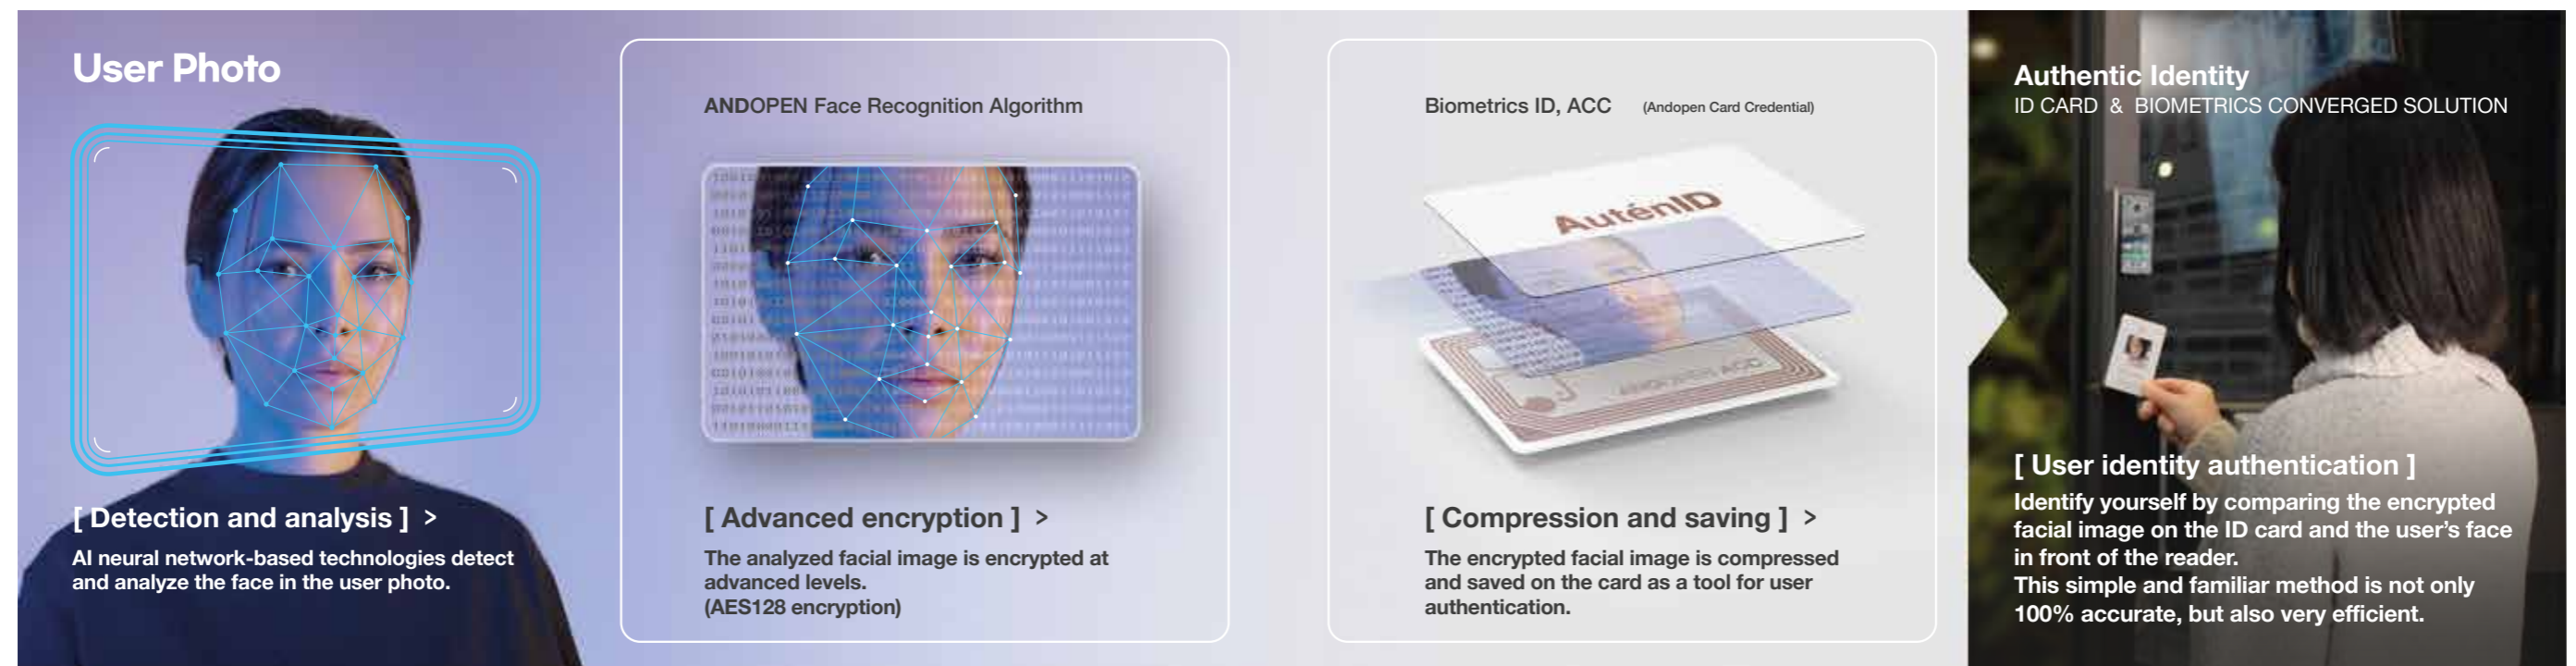 User Photo
[ Detection and analysis ] >
AI neural network-based technologies detect
and analyze the face in the user photo.
ANDOPEN Face Recognition Algorithm
[ Advanced encryption ] >
The analyzed facial image is encrypted at
advanced levels.
(AES128 encryption)
Biometrics ID, ACC (Andopen Card Credential)
AuténID
ANDOPEN ACC
[ Compression and saving ] >
The encrypted facial image is compressed
and saved on the card as a tool for user
authentication.
Authentic Identity
ID CARD & BIOMETRICS CONVERGED SOLUTION
[ User identity authentication ]
Identify yourself by comparing the encrypted
facial image on the ID card and the user's face
in front of the reader.
This simple and familiar method is not only
100% accurate, but also very efficient.